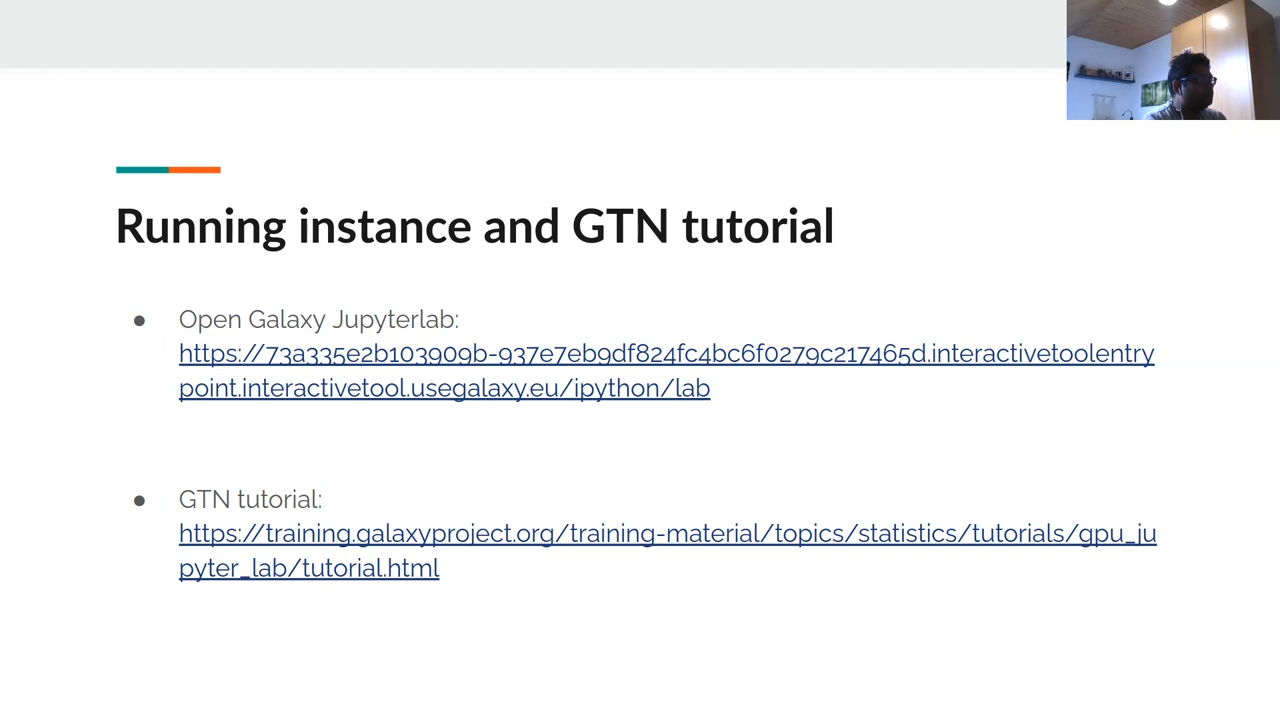 Running instance and GTN tutorial
● Open Galaxy Jupyterlab:
https://73a335e2b103909b-937e7eb9df824fc4bc6f0279c217465d.interactivetoolentry
point.interactivetool.usegalaxy.eu/ipython/lab
● GTN tutorial:
https://training.galaxyproject.org/training-material/topics/statistics/tutorials/gpu_ju
pyter_lab/tutorial.html